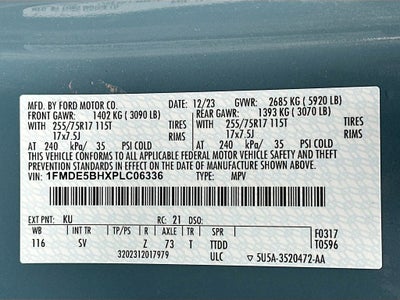 MFD. BY FORD MOTOR CO. DATE: 12/23 GVWR: 2685 KG (5920 LB)
FRONT GAWR: 1402 KG (3090 LB) REAR GAWR: 1393 KG (3070 LB)
WITH 255/75R17 115T TIRES WITH 255/75R17 115T TIRES
17x7.5J RIMS 17x7.5J RIMS
AT 240 kPa/ 35 PSI COLD AT 240 kPa/ 35 PSI COLD
THIS VEHICLE CONFORMS TO ALL APPLICABLE FEDERAL MOTOR VEHICLE SAFETY AND
THEFT PREVENTION STANDARDS IN EFFECT ON THE DATE OF MANUFACTURE SHOWN ABOVE.
VIN: 1FMDE5BHXPLC06336 TYPE: MPV
EXT PNT: KU RC: 21 DSO: F0317
WB INT TR TP/PS R AXLE TR SPR T0596
116 SV Z 73 T TTDD
3202312017979 ULC 5U5A-3520472-AA